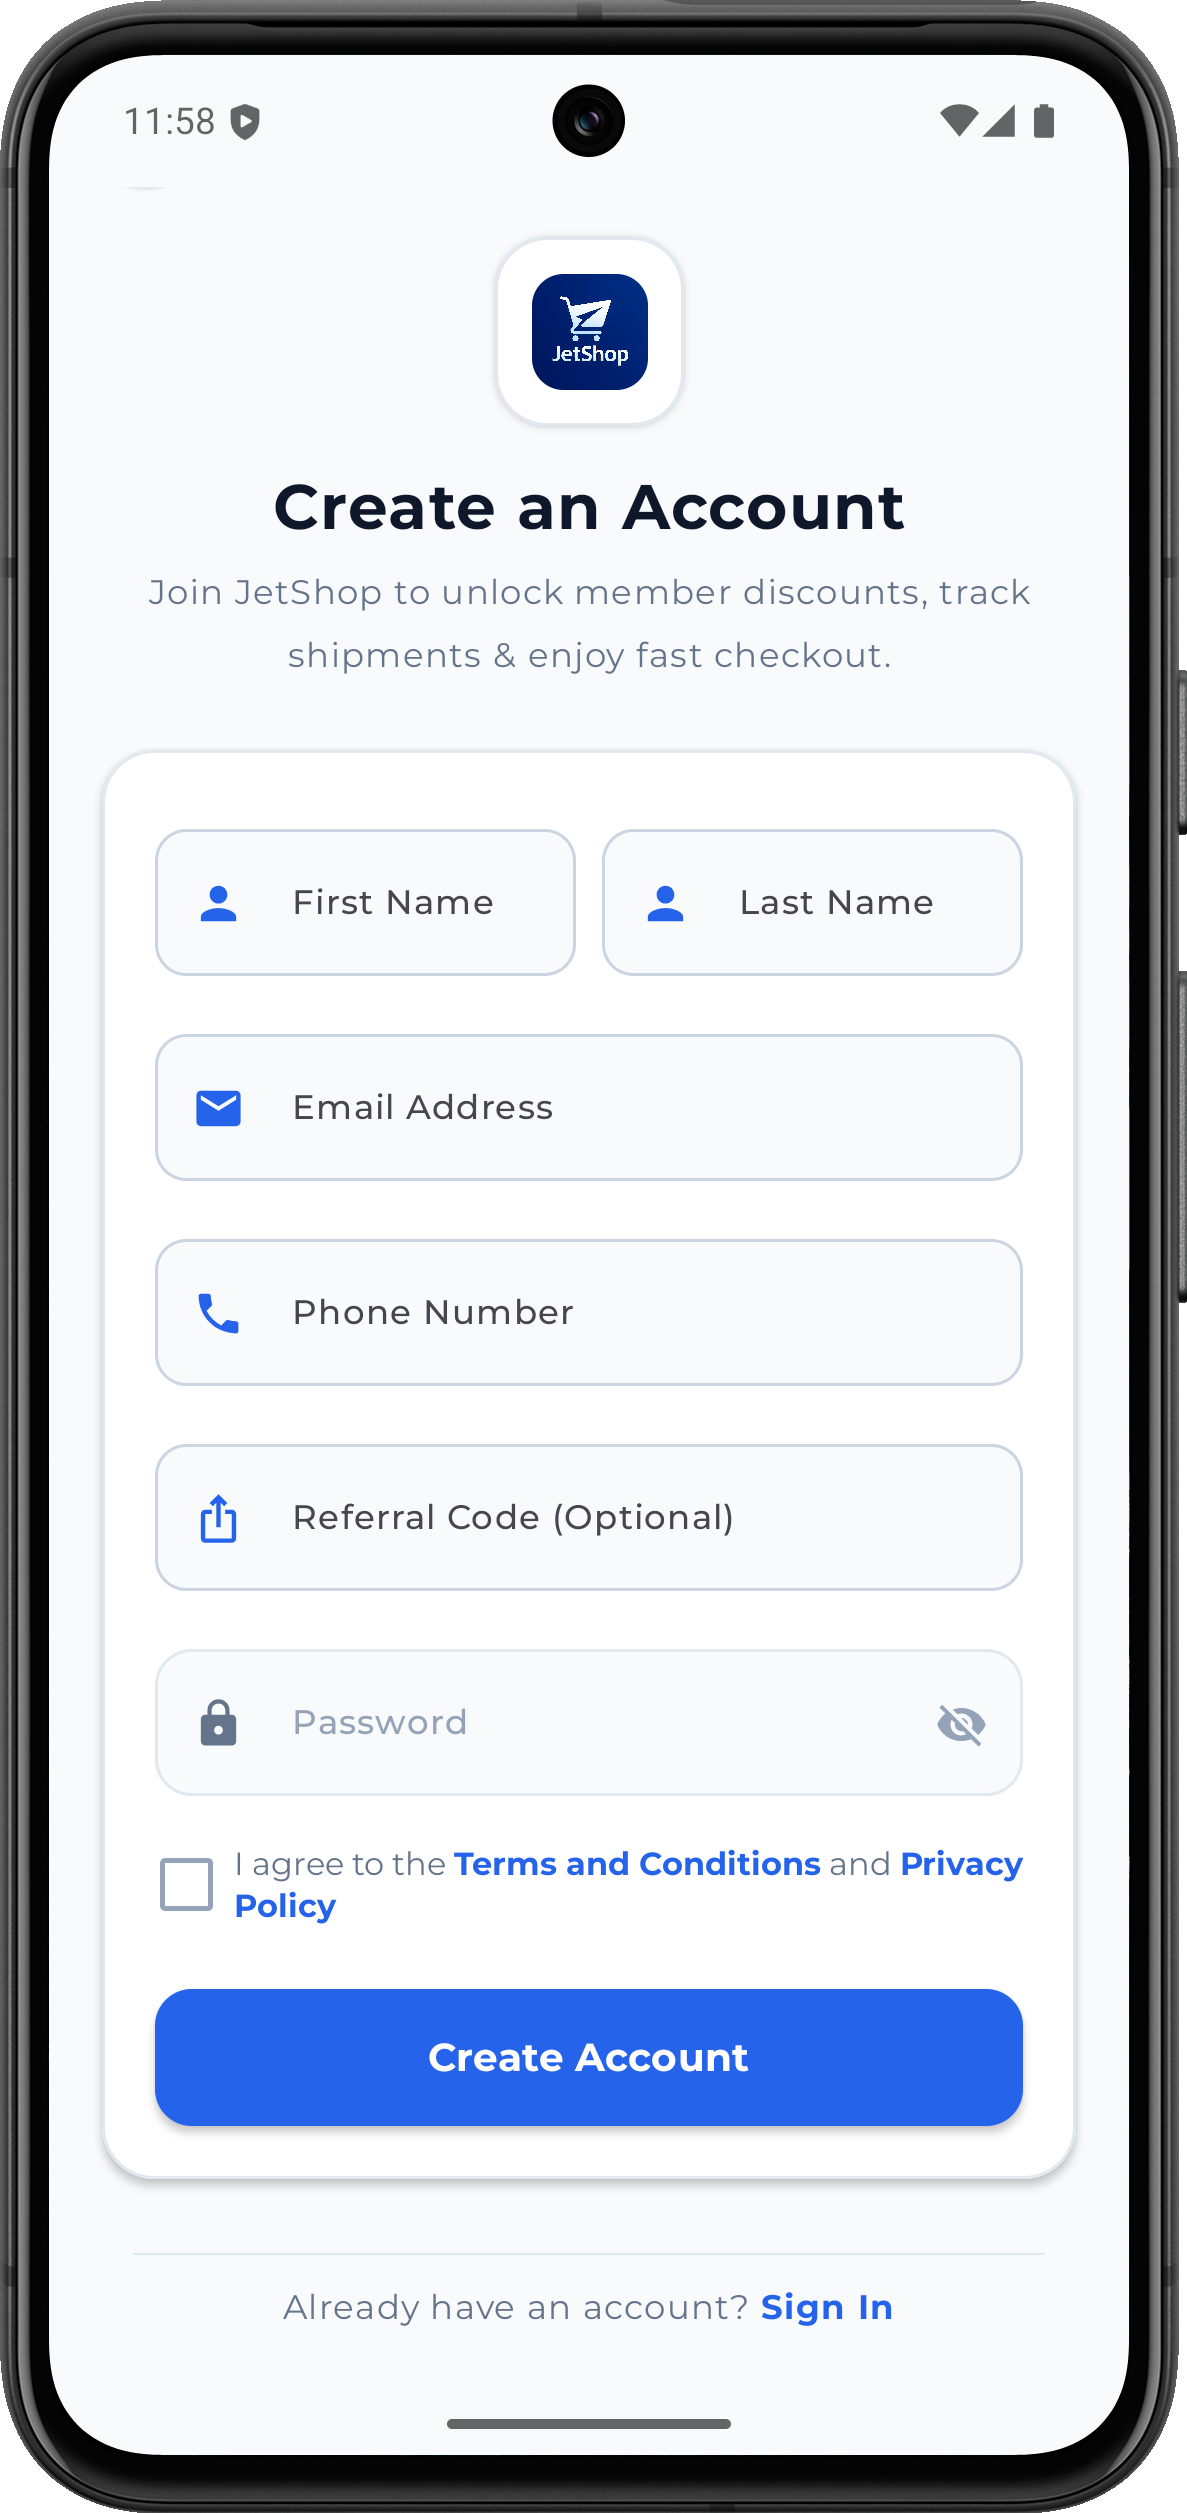 11:58
JetShop
Create an Account
Join JetShop to unlock member discounts, track
shipments & enjoy fast checkout.
First Name
Last Name
Email Address
Phone Number
Referral Code (Optional)
Password
I agree to the Terms and Conditions and Privacy
Policy
Create Account
Already have an account? Sign In